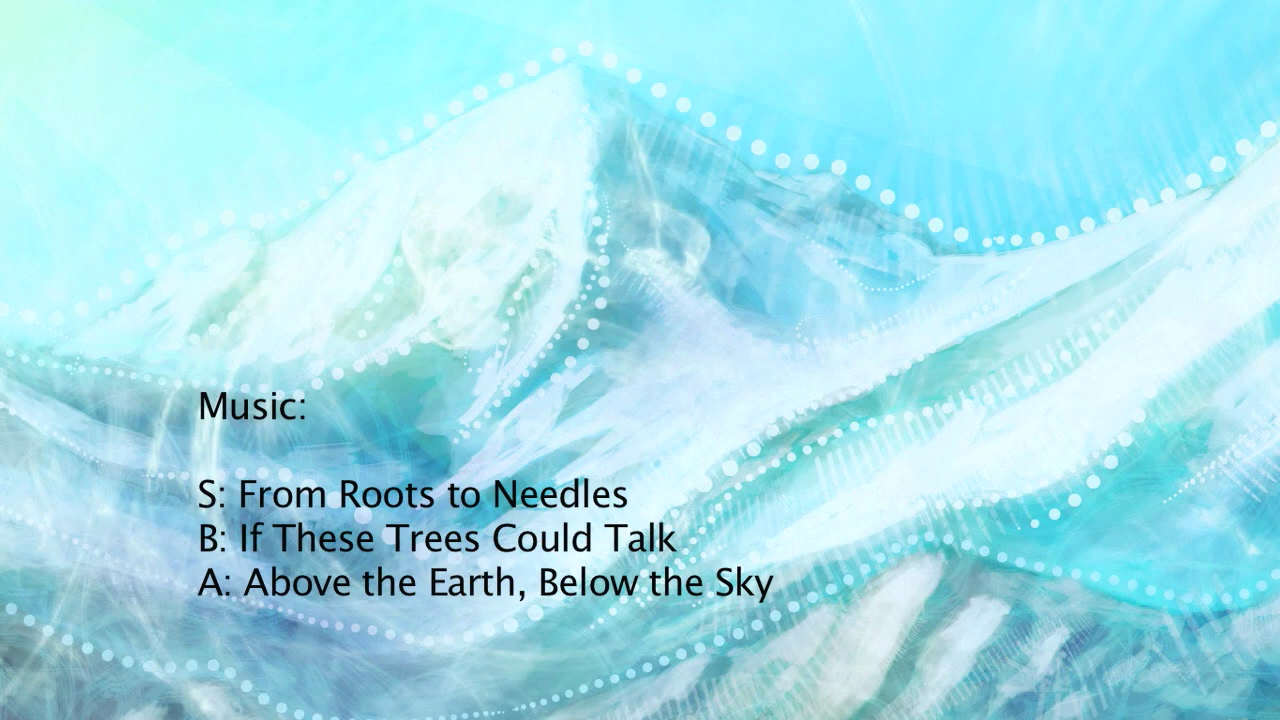 Music:
S: From Roots to Needles
B: If These Trees Could Talk
A: Above the Earth, Below the Sky